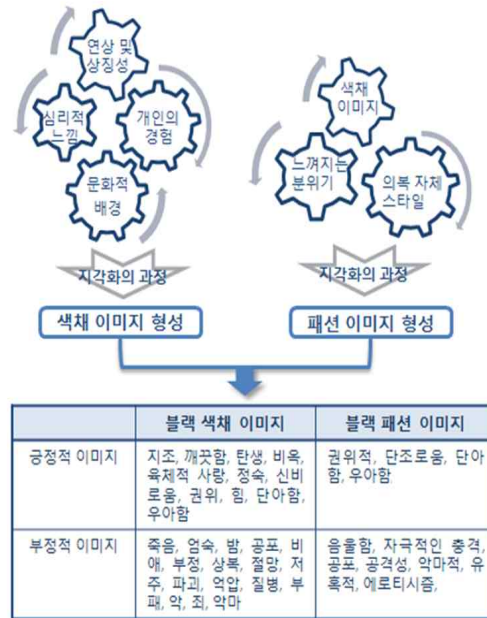 연상 및
상징성
심리적
느낌
개인의
경험
문화적
배경
지각화의 과정
색채 이미지 형성
색채
이미지
느껴지는
분위기
의복 자체
스타일
지각화의 과정
패션 이미지 형성
블랙 색채 이미지
블랙 패션 이미지
긍정적 이미지
지조, 깨끗함, 탄생, 비옥,
육체적 사랑, 정숙, 신비
로움, 권위, 힘, 단아함,
우아함
권위적, 단조로움, 단아
함, 우아함
부정적 이미지
죽음, 엄숙, 밤, 공포, 비
애, 부정, 상복, 절망, 저
주, 파괴, 억압, 질병, 부
패, 악, 죄, 악마
음울함, 자극적인 충격,
공포, 공격성, 악마적, 유
혹적, 에로티시즘,